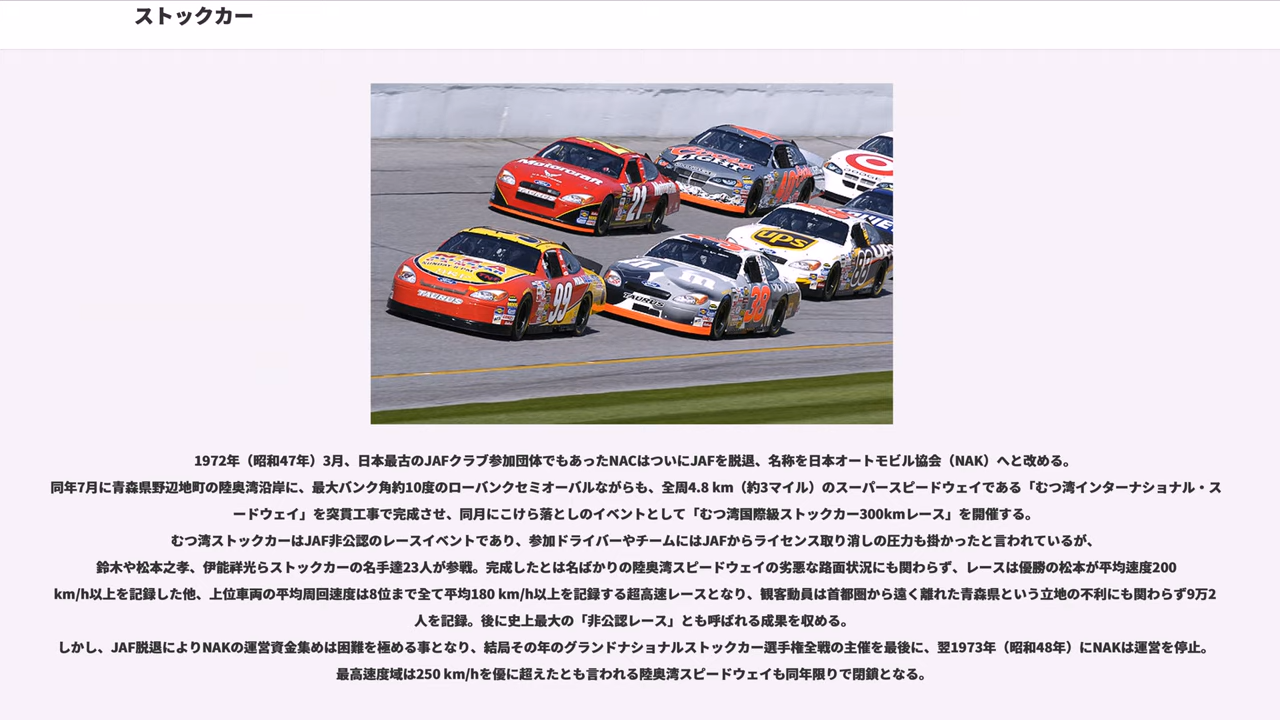 ストックカー
Motorcraft
21
Coors
LIGHT
40
TAURUS
ups
88
TAURUS
99
TAURUS
38
1972年（昭和47年）3月、日本最古のJAFクラブ参加団体でもあったNACはついにJAFを脱退、名称を日本オートモビル協会（NAK）へと改める。
同年7月に青森県野辺地町の陸奥湾沿岸に、最大バンク角約10度のローバンクセミオーバルながらも、全周4.8 km（約3マイル）のスーパースピードウェイである「むつ湾インターナショナル・ス
ードウェイ」を突貫工事で完成させ、同月にこけら落としのイベントとして「むつ湾国際級ストックカー300kmレース」を開催する。
むつ湾ストックカーはJAF非公認のレースイベントであり、参加ドライバーやチームにはJAFからライセンス取り消しの圧力も掛かったと言われているが、
鈴木や松本之孝、伊能祥光らストックカーの名手達23人が参戦。完成したとは名ばかりの陸奥湾スピードウェイの劣悪な路面状況にも関わらず、レースは優勝の松本が平均速度200
km/h以上を記録した他、上位車両の平均周回速度は8位まで全て平均180 km/h以上を記録する超高速レースとなり、観客動員は首都圏から遠く離れた青森県という立地の不利にも関わらず9万2
人を記録。後に史上最大の「非公認レース」とも呼ばれる成果を収める。
しかし、JAF脱退によりNAKの運営資金集めは困難を極める事となり、結局その年のグランドナショナルストックカー選手権全戦の主催を最後に、翌1973年（昭和48年）にNAKは運営を停止。
最高速度域は250 km/hを優に超えたとも言われる陸奥湾スピードウェイも同年限りで閉鎖となる。